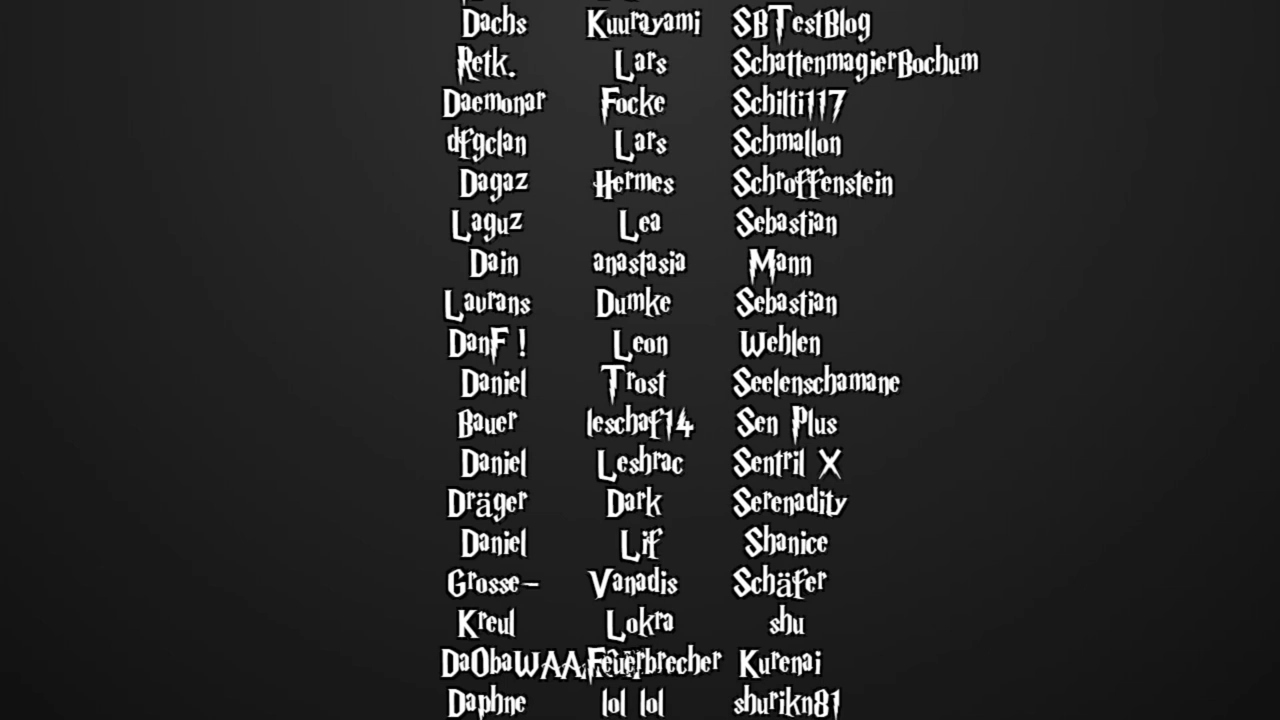 Dachs Kuurayami SBTestBlog
Retk. Lars SchattenmagierBochum
Daemonar Focke Schilti117
dfgclan Lars Schmallon
Dagaz Hermes Schroffenstein
Laguz Lea Sebastian
Dain anastasia Mann
Laurans Dumke Sebastian
DanF ! Leon Wehlen
Daniel Trost Seelenschamane
Bauer leschaf14 Sen Plus
Daniel Leshrac Sentril X
Dräger Dark Serenadity
Daniel Lif Shanice
Grosse- Vanadis Schäfer
Kreul Lokra shu
Feuerbrecher Kurenai
Daphne lol lol shurikn81